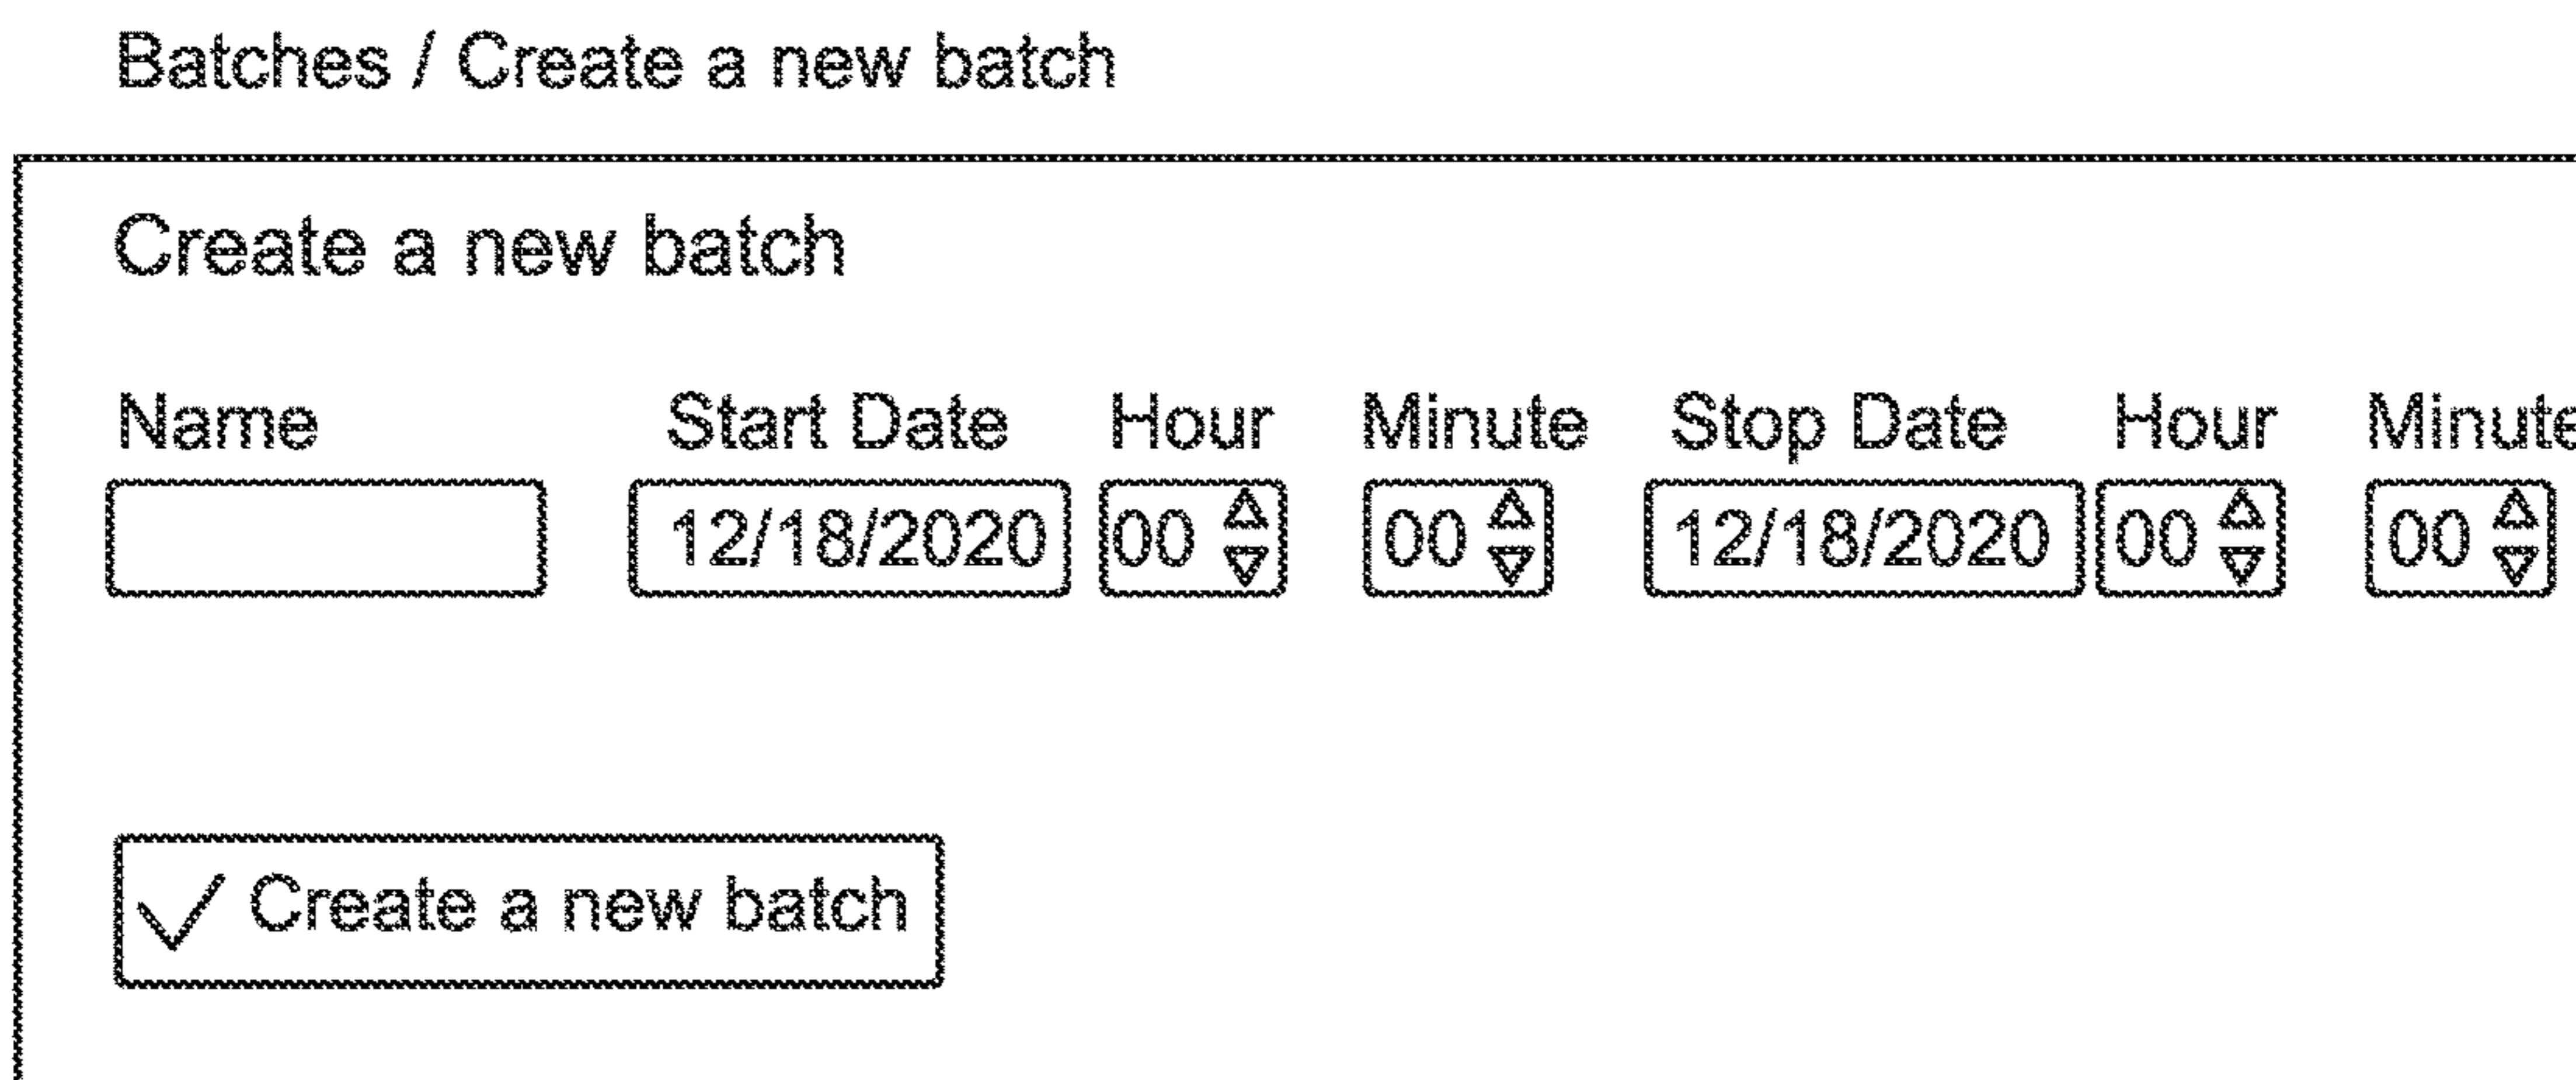 Batches / Create a new batch
Create a new batch
Name Start Date Hour Minute Stop Date Hour Minute
12/18/2020 00 00 12/18/2020 00 00
Create a new batch